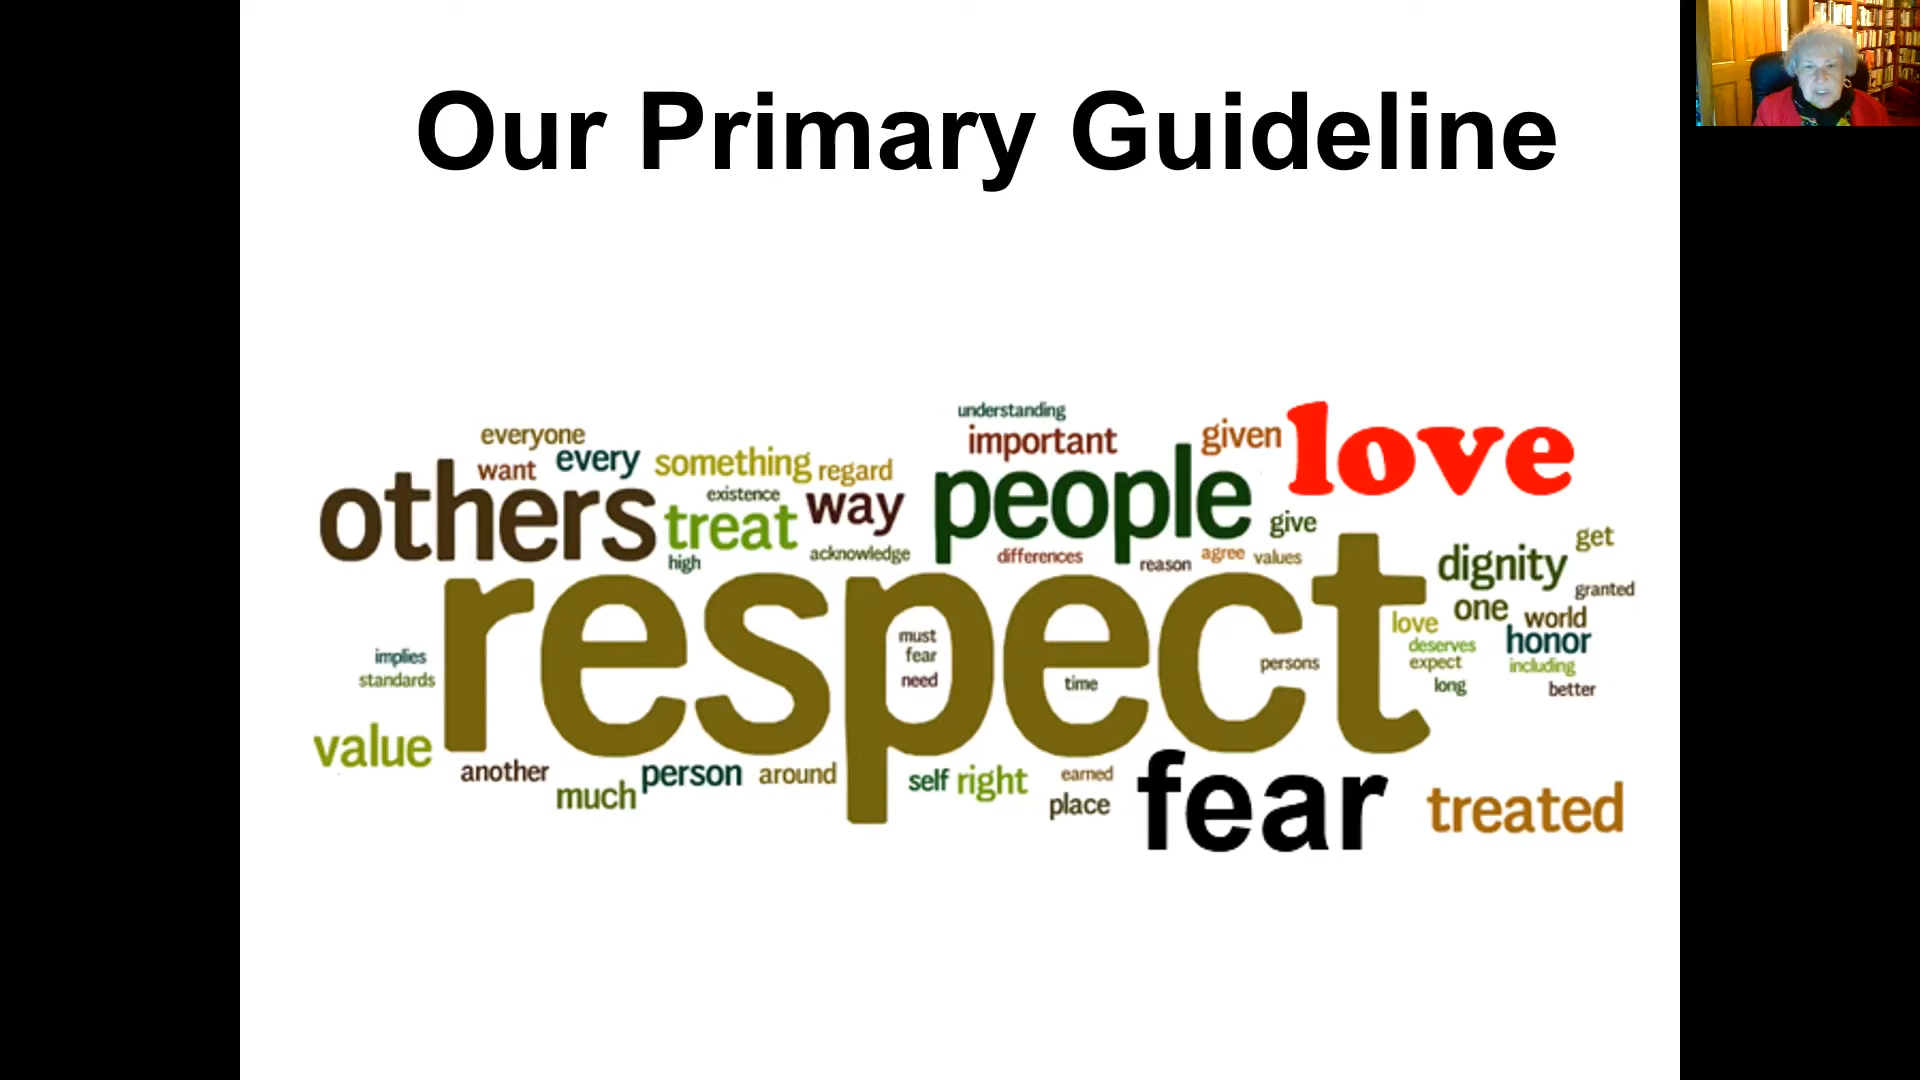 Our Primary Guideline
understanding
everyone
important
given
love
want
every
something
regard
others
existence
treat
way
people
give
high
acknowledge
differences
reason
agree
values
dignity
get
granted
respect
one
world
love
honor
deserves
expect
including
long
better
must
fear
need
time
persons
implies
standards
value
another
much
person
around
self
right
earned
place
fear
treated